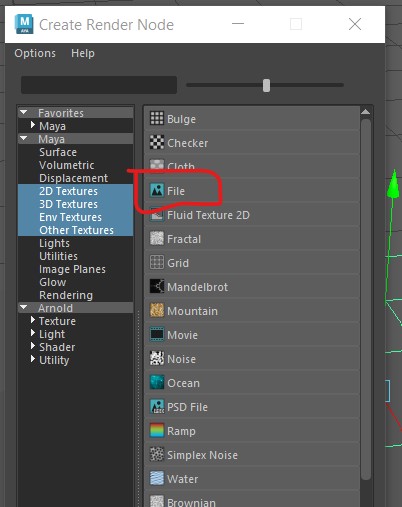 Create Render Node
Options Help
Favorites
Maya
Maya
Surface
Volumetric
Displacement
2D Textures
3D Textures
Env Textures
Other Textures
Lights
Utilities
Image Planes
Glow
Rendering
Arnold
Texture
Light
Shader
Utility
Bulge
Checker
Cloth
File
Fluid Texture 2D
Fractal
Grid
Mandelbrot
Mountain
Movie
Noise
Ocean
PSD File
Ramp
Simplex Noise
Water
Brownian